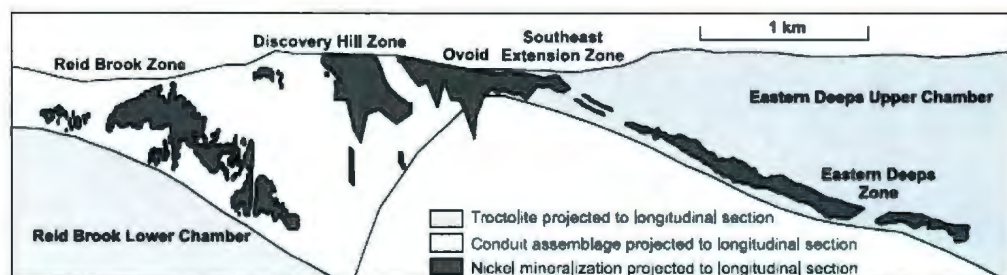 1 km
Southeast
Extension Zone
Discovery Hill Zone
Ovoid
Reid Brook Zone
Eastern Deeps Upper Chamber
Eastern Deeps
Zone
Reid Brook Lower Chamber
Troctolite projected to longitudinal section
Conduit assemblage projected to longitudinal section
Nickel mineralization projected to longitudinal section